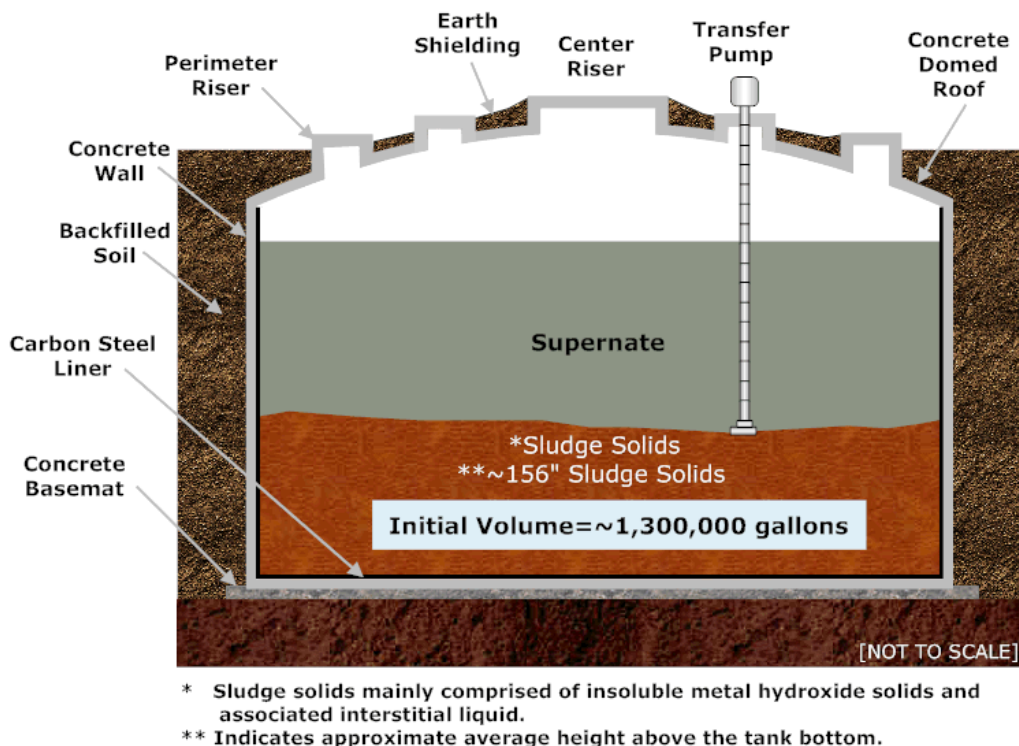 Earth
Shielding
Center
Riser
Transfer
Pump
Concrete
Domed
Roof
Perimeter
Riser
Concrete
Wall
Backfilled
Soil
Carbon Steel
Liner
Supernate
*Sludge Solids
**~156" Sludge Solids
Concrete
Basemat
Initial Volume=~1,300,000 gallons
[NOT TO SCALE]
* Sludge solids mainly comprised of insoluble metal hydroxide solids and
associated interstitial liquid.
** Indicates approximate average height above the tank bottom.